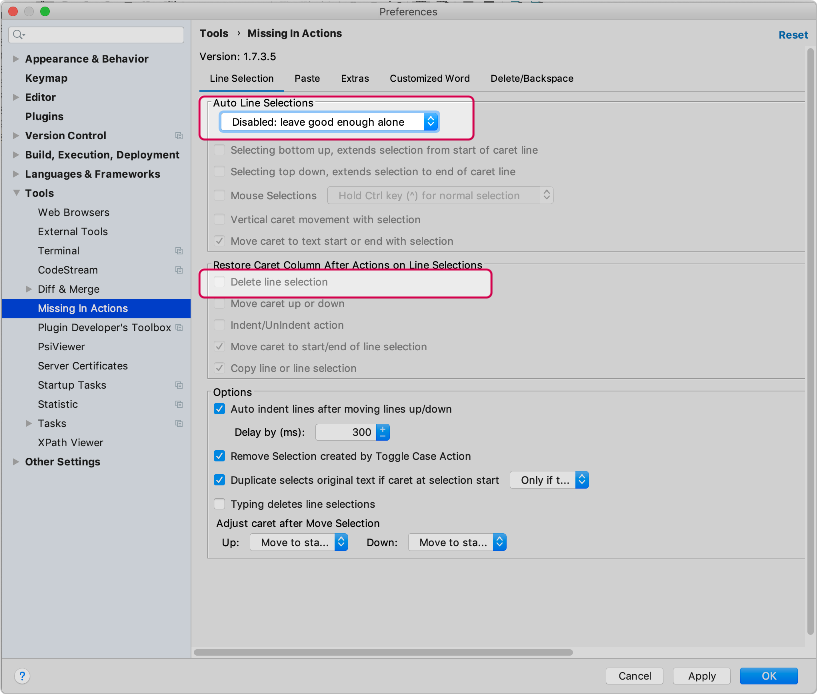 Preferences
Tools › Missing In Actions
Reset
Version: 1.7.3.5
Line Selection Paste Extras Customized Word Delete/Backspace
Appearance & Behavior
Keymap
Editor
Plugins
Version Control
Build, Execution, Deployment
Languages & Frameworks
Tools
Web Browsers
External Tools
Terminal
CodeStream
Diff & Merge
Missing In Actions
Plugin Developer's Toolbox
PsiViewer
Server Certificates
Startup Tasks
Statistic
Tasks
XPath Viewer
Other Settings
Auto Line Selections
Disabled: leave good enough alone
Selecting bottom up, extends selection from start of caret line
Selecting top down, extends selection to end of caret line
Mouse Selections Hold Ctrl key (^) for normal selection
Vertical caret movement with selection
Move caret to text start or end with selection
Restore Caret Column After Actions on Line Selections
Delete line selection
Move caret up or down
Indent/UnIndent action
Move caret to start/end of line selection
Copy line or line selection
Options
Auto indent lines after moving lines up/down
Delay by (ms): 300
Remove Selection created by Toggle Case Action
Duplicate selects original text if caret at selection start Only if t...
Typing deletes line selections
Adjust caret after Move Selection
Up: Move to sta... Down: Move to sta...
?
Cancel Apply OK